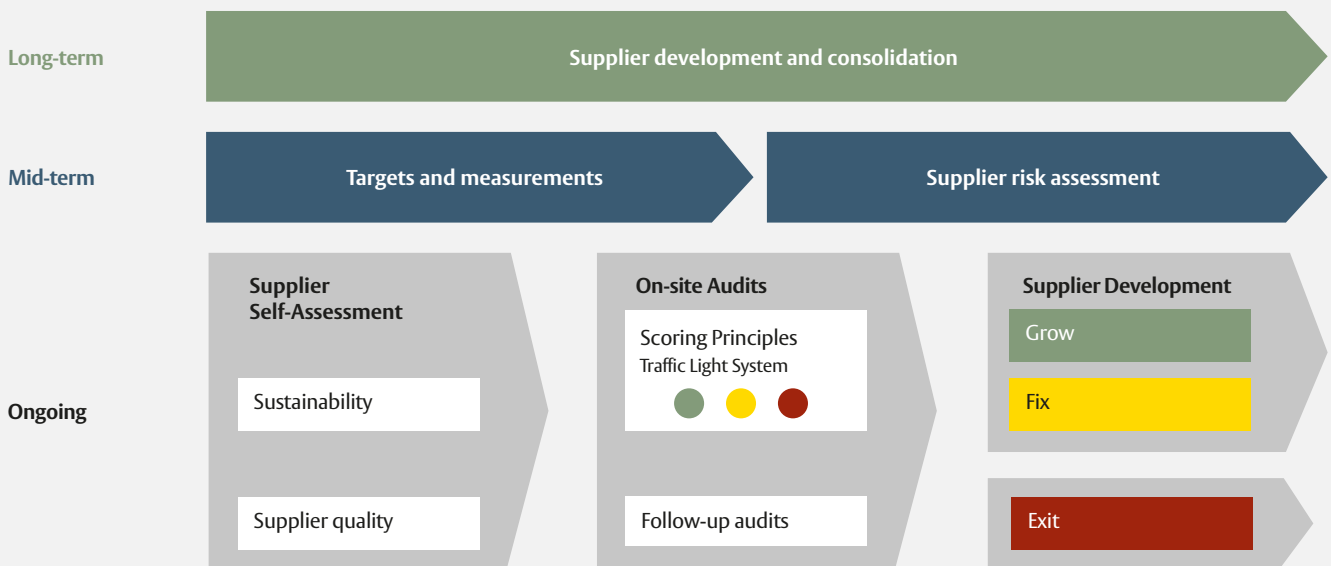 Long-term
Supplier development and consolidation
Mid-term
Targets and measurements
Supplier risk assessment
Ongoing
Supplier
Self-Assessment
Sustainability
Supplier quality
On-site Audits
Scoring Principles
Traffic Light System
Follow-up audits
Supplier Development
Grow
Fix
Exit